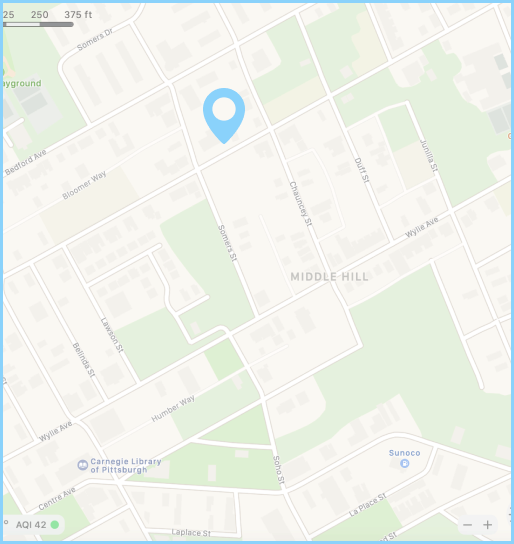 25 250 375 ft
Somers Dr
ayground
Bedford Ave
Bloomer Way
Junilla St
Duff St
Chauncey St
Somers St
Wylie Ave
MIDDLE HILL
Lawson St
Belinda St
Humber Way
Wylie Ave
Carnegie Library
of Pittsburgh
Soho St
Sunoco
Centre Ave
La Place St
AQI 42
Laplace St
d St